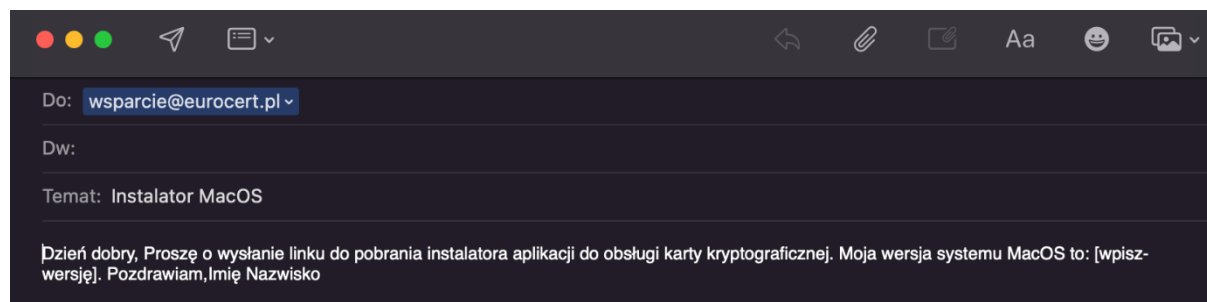 Aa
Do: wsparcie@eurocert.pl
Dw:
Temat: Instalator MacOS
Dzień dobry, Proszę o wysłanie linku do pobrania instalatora aplikacji do obsługi karty kryptograficznej. Moja wersja systemu MacOS to: [wpisz-
wersję]. Pozdrawiam,Imię Nazwisko